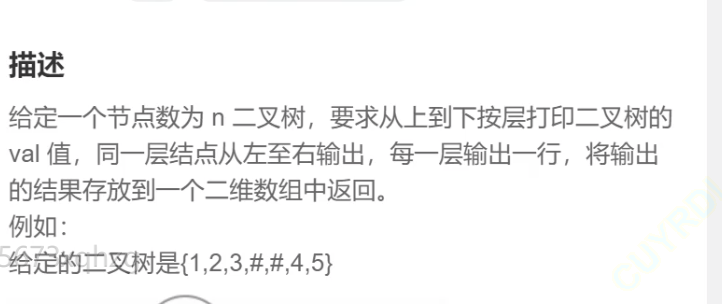 描述
给定一个节点数为 n 二叉树，要求从上到下按层打印二叉树的
val 值，同一层结点从左至右输出，每一层输出一行，将输出
的结果存放到一个二维数组中返回。
例如：
给定的二叉树是{1,2,3,#,#,4,5}
CUYRD